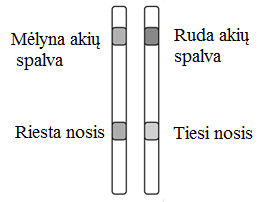 Mėlyna akių
spalva
Ruda akių
spalva
Riesta nosis
Tiesi nosis